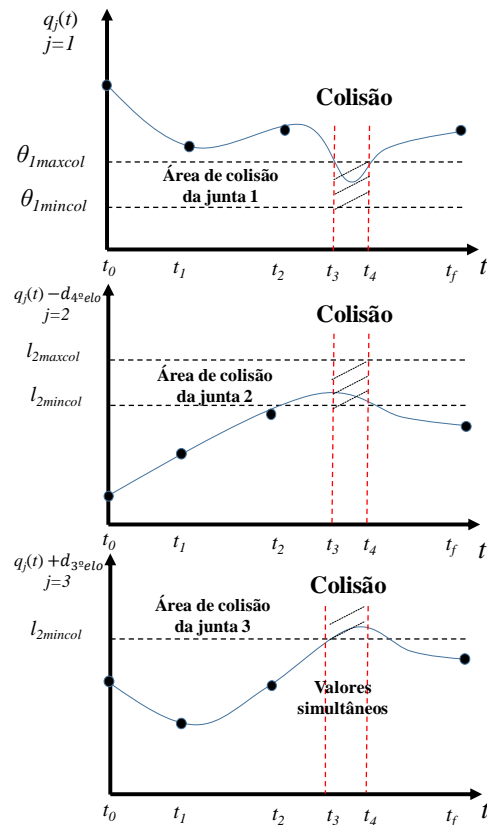 qj(t)
j=1
Colisão
θ1maxcol
Área de colisão
da junta 1
θ1mincol
t0 t1 t2 t3 t4 tf t
qj(t) − d4ºelo
j=2
Colisão
l2maxcol
Área de colisão
da junta 2
l2mincol
t0 t1 t2 t3 t4 tf t
qj(t) + d3ºelo
j=3
Colisão
Área de colisão
da junta 3
l2mincol
Valores
simultâneos
t0 t1 t2 t3 t4 tf t